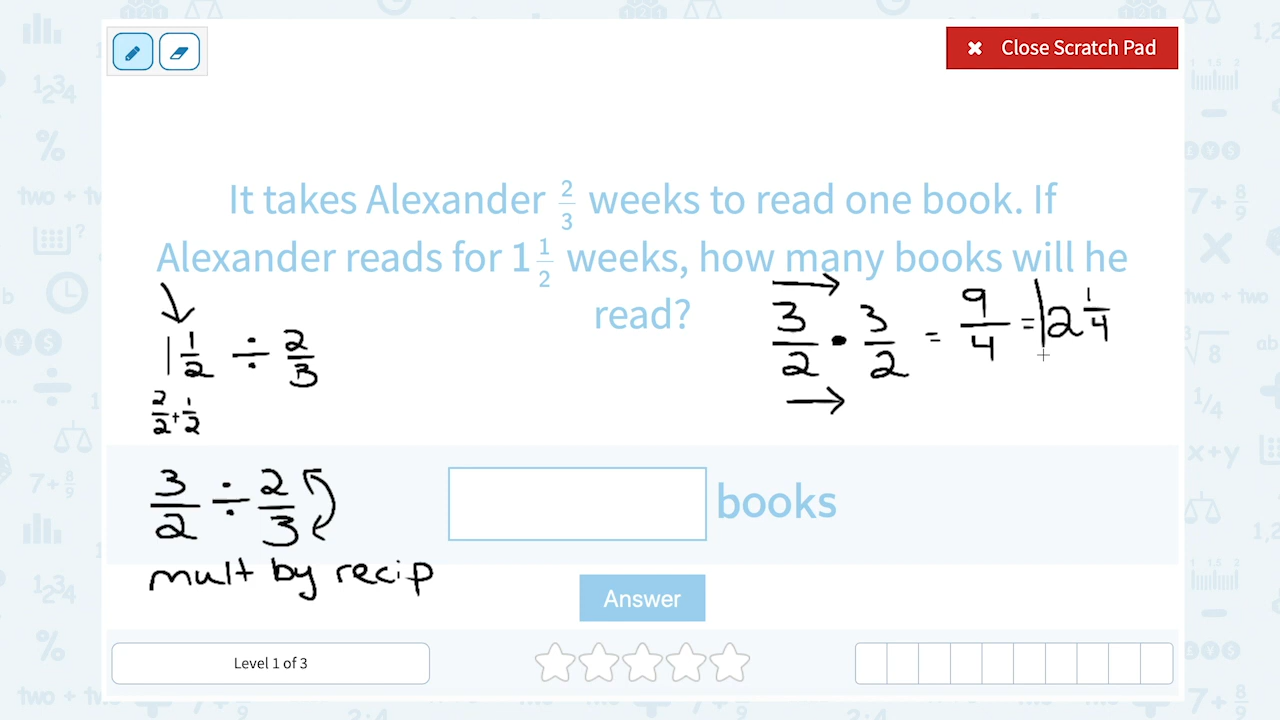 Close Scratch Pad
It takes Alexander 2/3 weeks to read one book. If
Alexander reads for 1 1/2 weeks, how many books will he
read?
1 1/2 ÷ 2/3
2/2 + 1/2
3/2 ÷ 2/3
mult by recip
3/2 • 3/2 = 9/4 = 2 1/4
books
Answer
Level 1 of 3